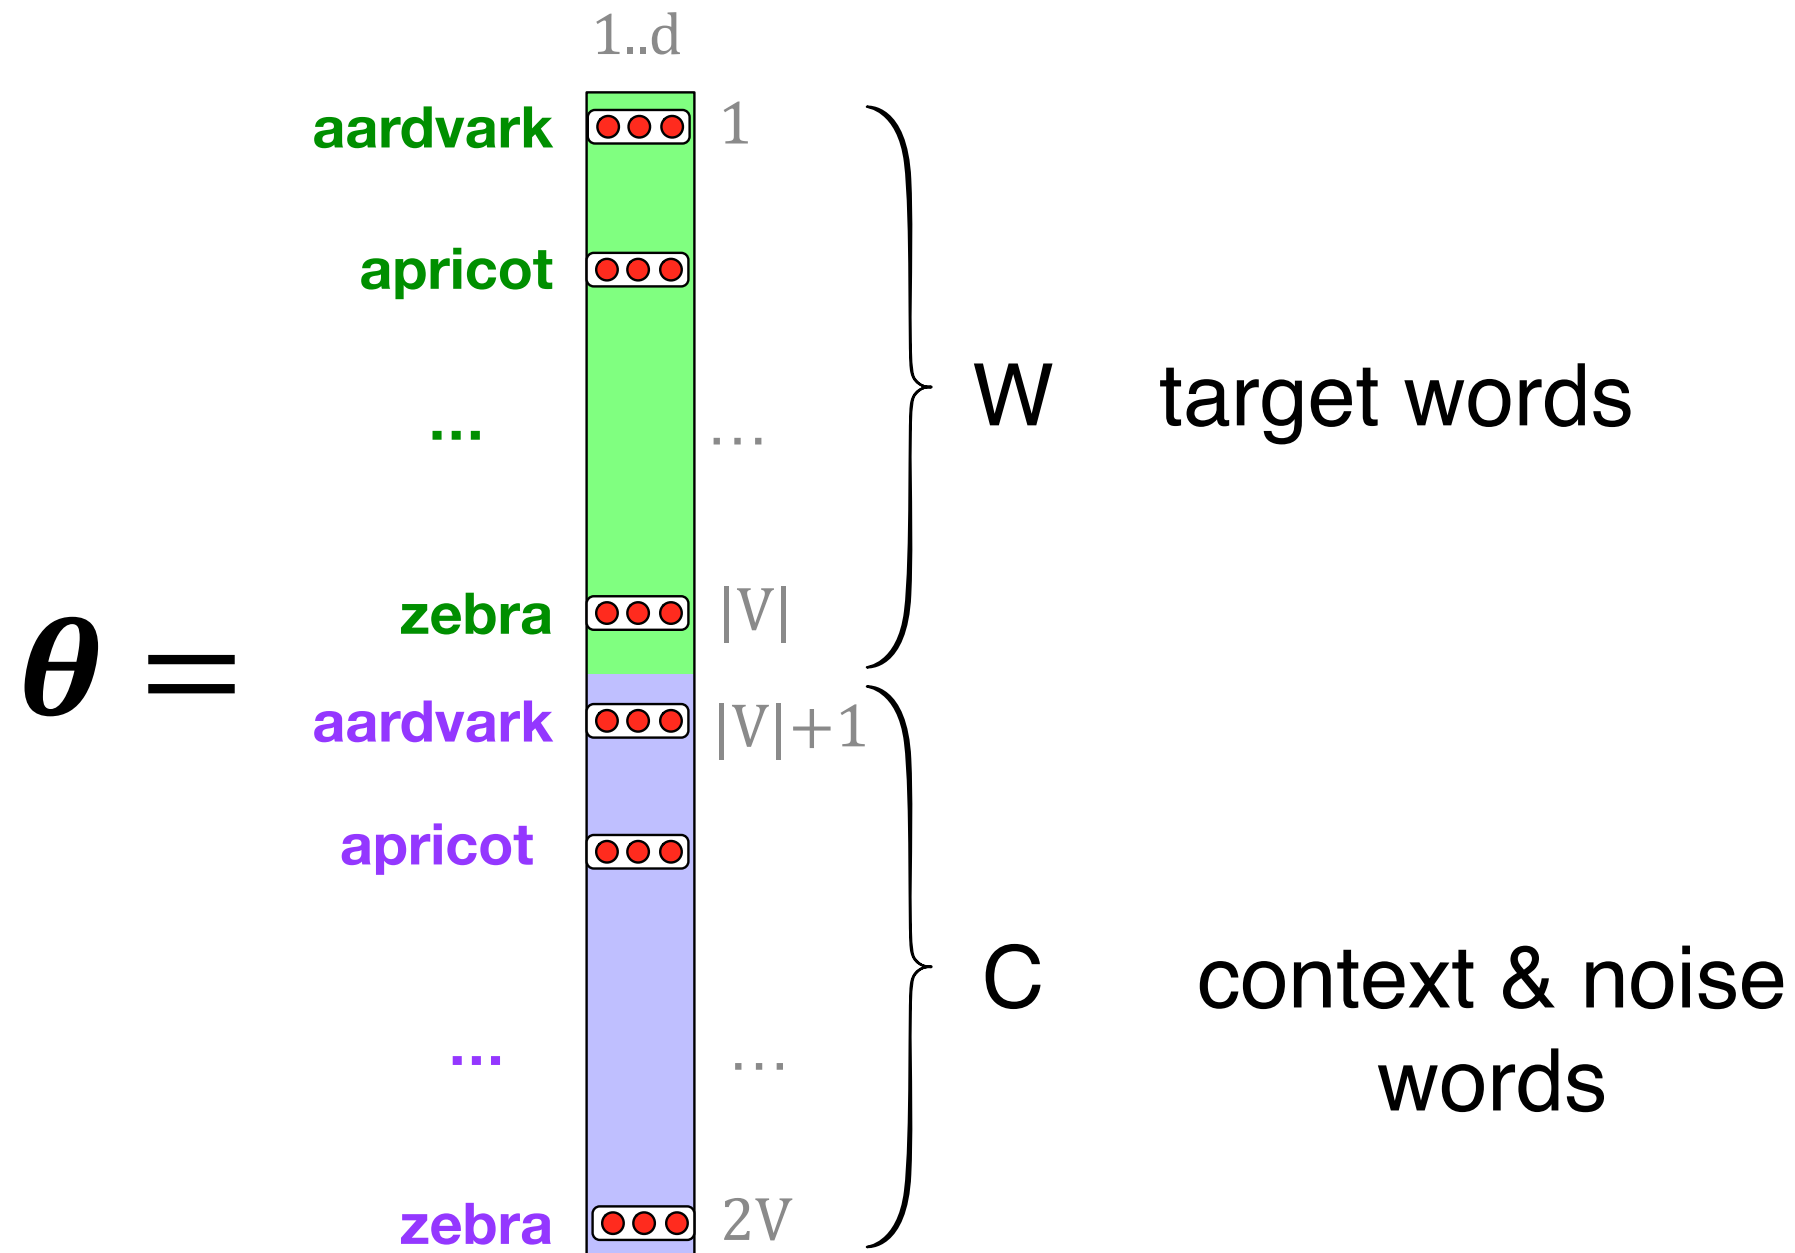 1..d
aardvark 1
apricot
... ...
W target words
zebra |V|
θ =
aardvark |V|+1
apricot
C context & noise
words
... ...
zebra 2V